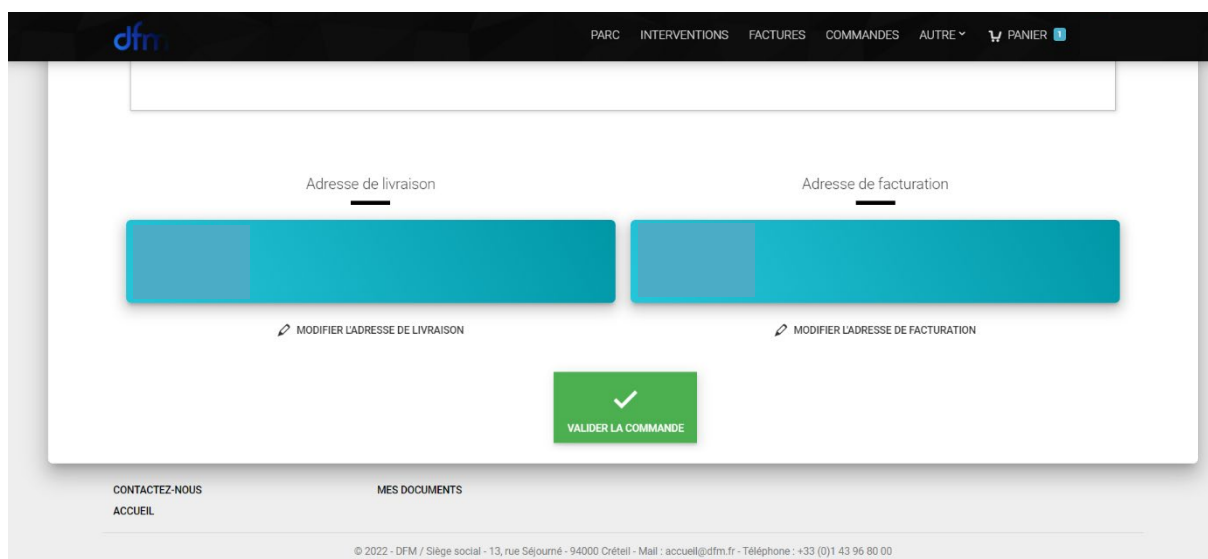 dfm PARC INTERVENTIONS FACTURES COMMANDES AUTRE PANIER 1
Adresse de livraison Adresse de facturation
MODIFIER L'ADRESSE DE LIVRAISON MODIFIER L'ADRESSE DE FACTURATION
VALIDER LA COMMANDE
CONTACTEZ-NOUS MES DOCUMENTS
ACCUEIL
© 2022 - DFM / Siège social - 13, rue Séjourné - 94000 Créteil - Mail : accueil@dfm.fr - Téléphone : +33 (0)1 43 96 80 00